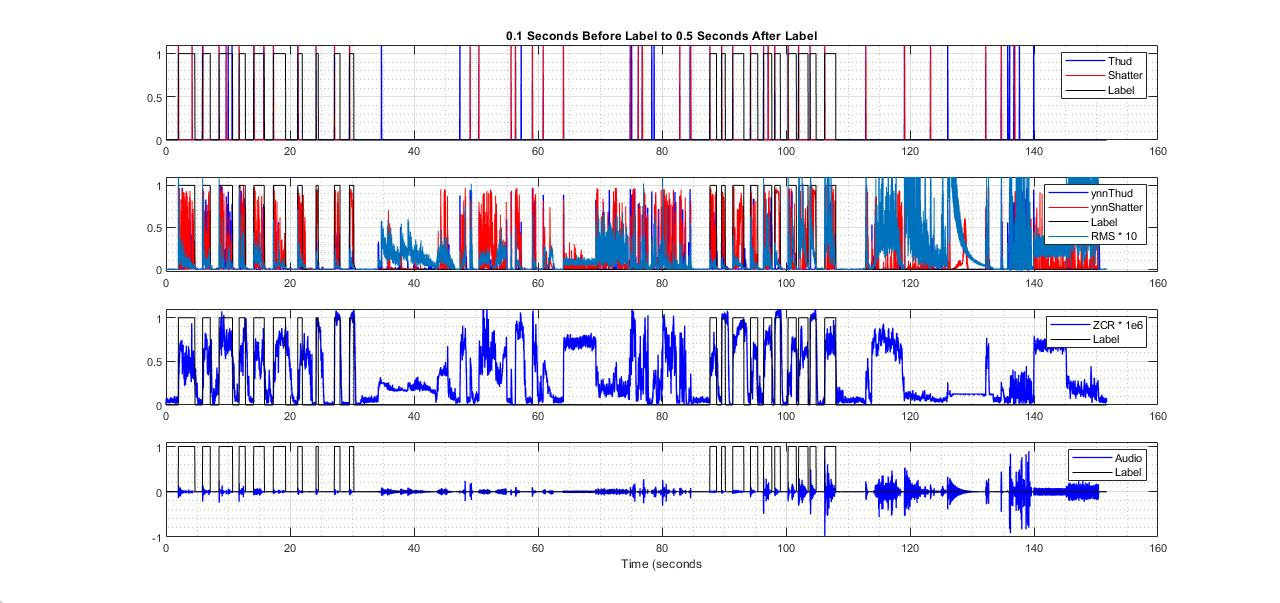 0.1 Seconds Before Label to 0.5 Seconds After Label
1
0.5
0
0 20 40 60 80 100 120 140 160
Thud
Shatter
Label
1
0.5
0
0 20 40 60 80 100 120 140 160
ynnThud
ynnShatter
Label
RMS * 10
1
0.5
0
0 20 40 60 80 100 120 140 160
ZCR * 1e6
Label
1
0
-1
0 20 40 60 80 100 120 140 160
Audio
Label
Time (seconds